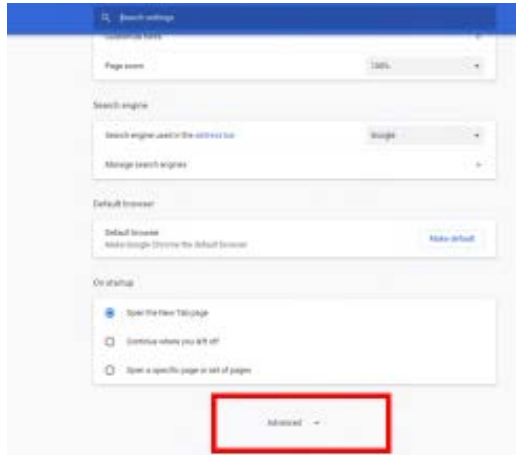 Search settings
Customize fonts
Page zoom
100%
Search engine
Search engine used in the address bar
Google
Manage search engines
Default browser
Default browser
Make default
Make Google Chrome the default browser
On startup
Open the New Tab page
Continue where you left off
Open a specific page or set of pages
Advanced